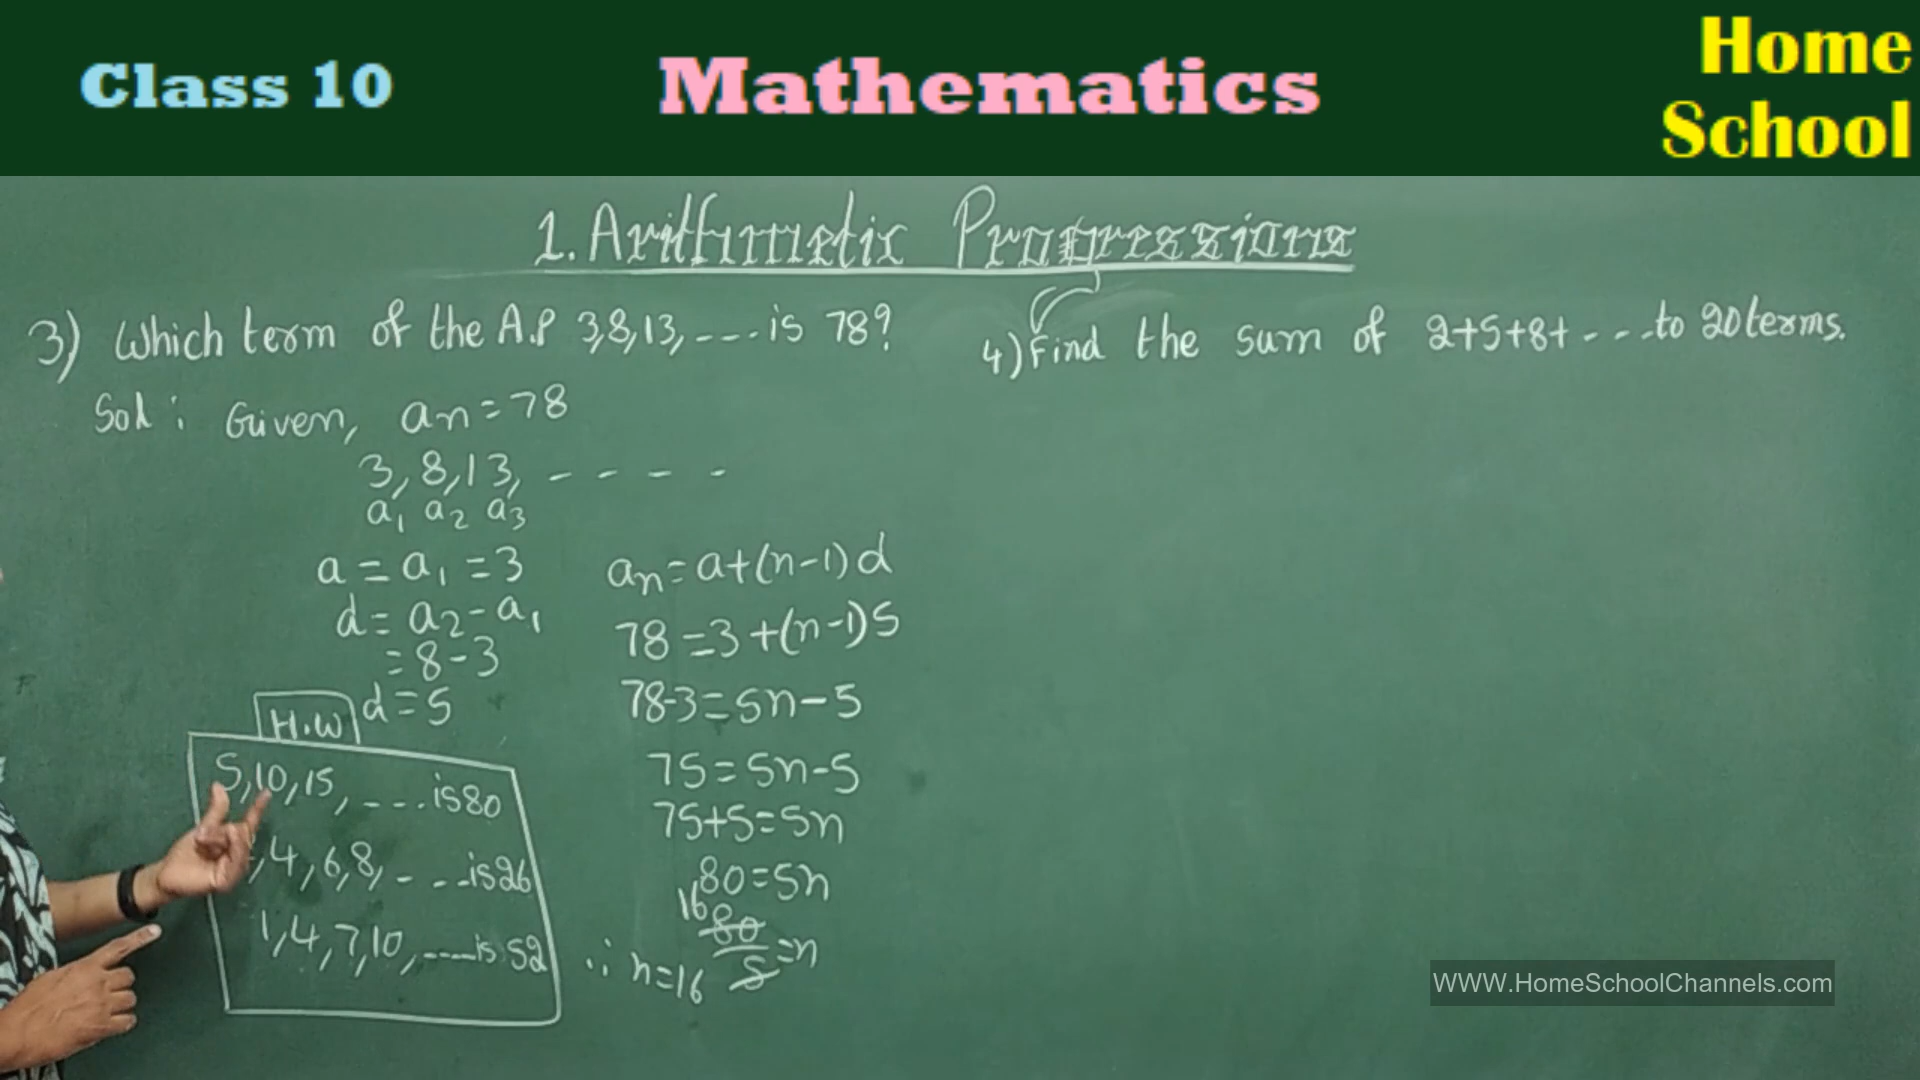 Class 10
Mathematics
Home
School
1. Arithmetic Progressions
3) Which term of the A.P 3,8,13, ---. is 78?
Sol : Given, an = 78
3, 8, 13, - - - -
a1 a2 a3
a = a1 = 3
d = a2 - a1
= 8 - 3
d = 5
H.W
5, 10, 15, ---. is 80
, 4, 6, 8, - - -. is 26
1, 4, 7, 10, ..---- is 52
an = a + (n-1) d
78 = 3 + (n-1) 5
78-3 = 5n - 5
75 = 5n - 5
75+5 = 5n
80 = 5n
16
80/5 = n
∴ n = 16
4) Find the sum of 2+5+8+ - - - to 20 terms.
WWW.HomeSchoolChannels.com